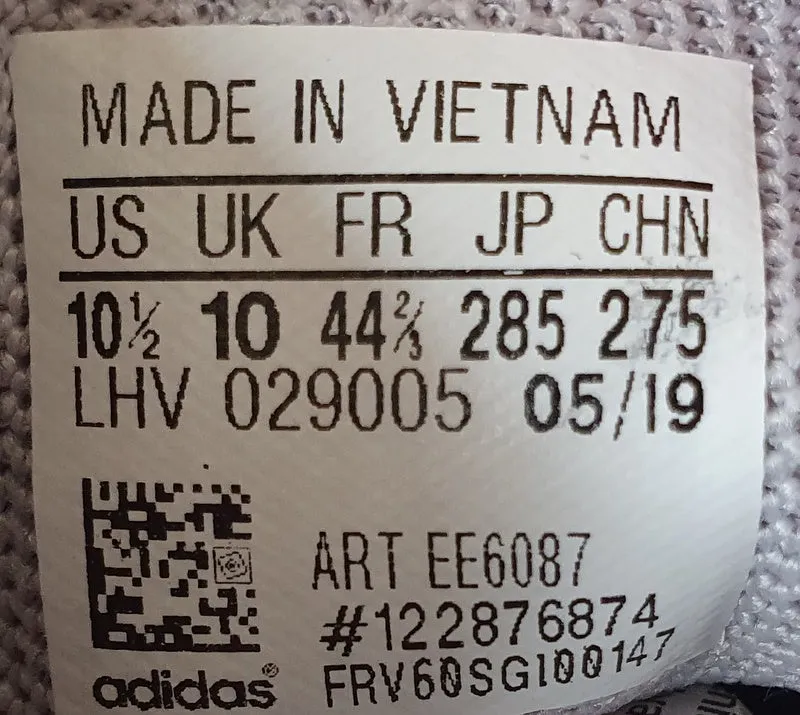 MADE IN VIETNAM
US UK FR JP CHN
10½ 10 44⅔ 285 275
LHV 029005 05/19
ART EE6087
#122876874
adidas® FRV60SG100147